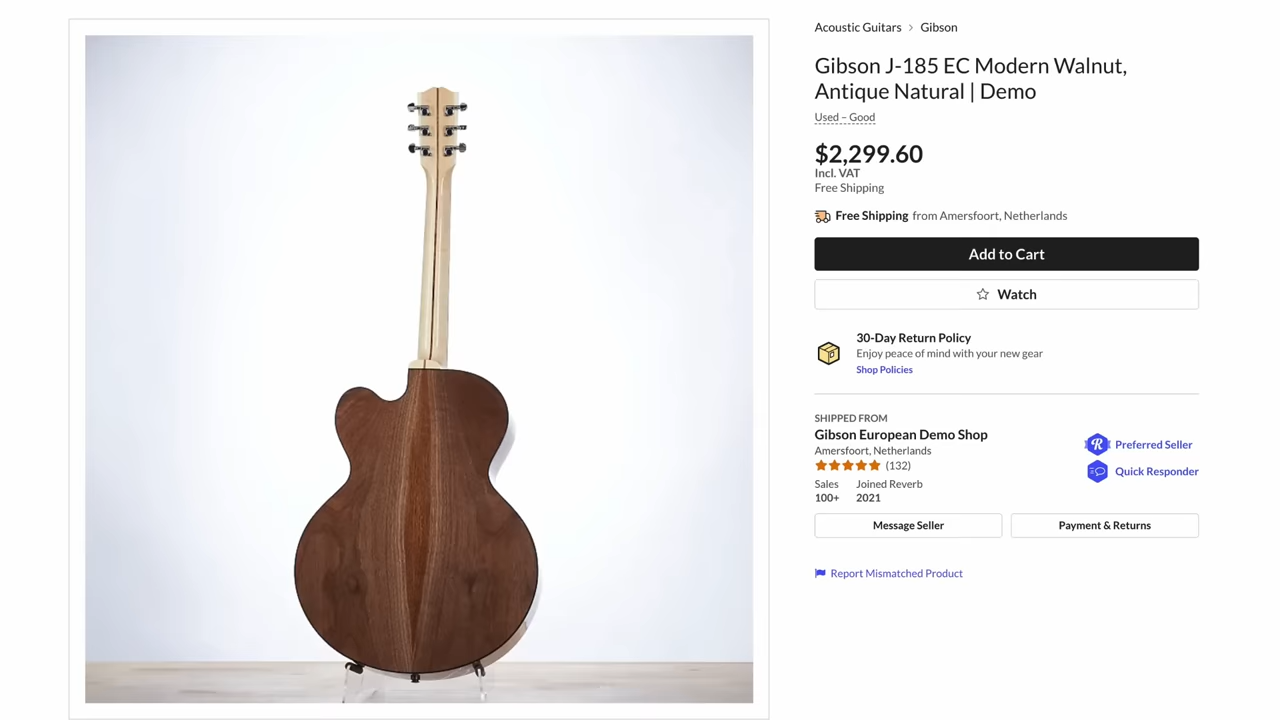 Acoustic Guitars > Gibson
Gibson J-185 EC Modern Walnut,
Antique Natural | Demo
Used – Good
$2,299.60
Incl. VAT
Free Shipping
Free Shipping from Amersfoort, Netherlands
Add to Cart
Watch
30-Day Return Policy
Enjoy peace of mind with your new gear
Shop Policies
SHIPPED FROM
Gibson European Demo Shop
Amersfoort, Netherlands
(132)
Preferred Seller
Quick Responder
Sales Joined Reverb
100+ 2021
Message Seller
Payment & Returns
Report Mismatched Product